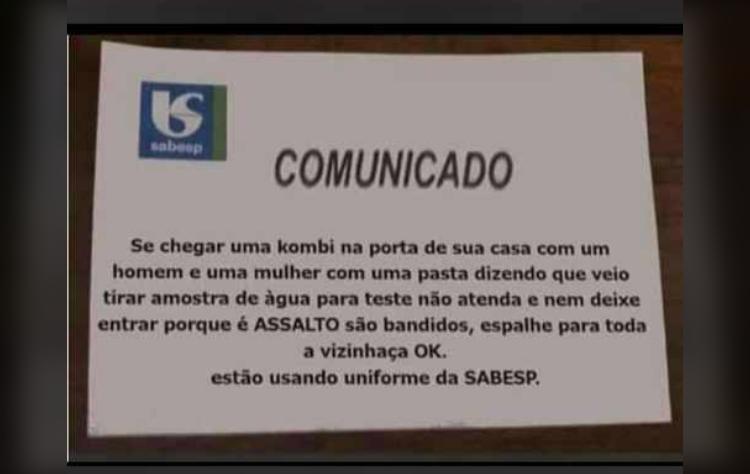 sabesp
COMUNICADO
Se chegar uma kombi na porta de sua casa com um
homem e uma mulher com uma pasta dizendo que veio
tirar amostra de àgua para teste não atenda e nem deixe
entrar porque é ASSALTO são bandidos, espalhe para toda
a vizinhaça OK.
estão usando uniforme da SABESP.